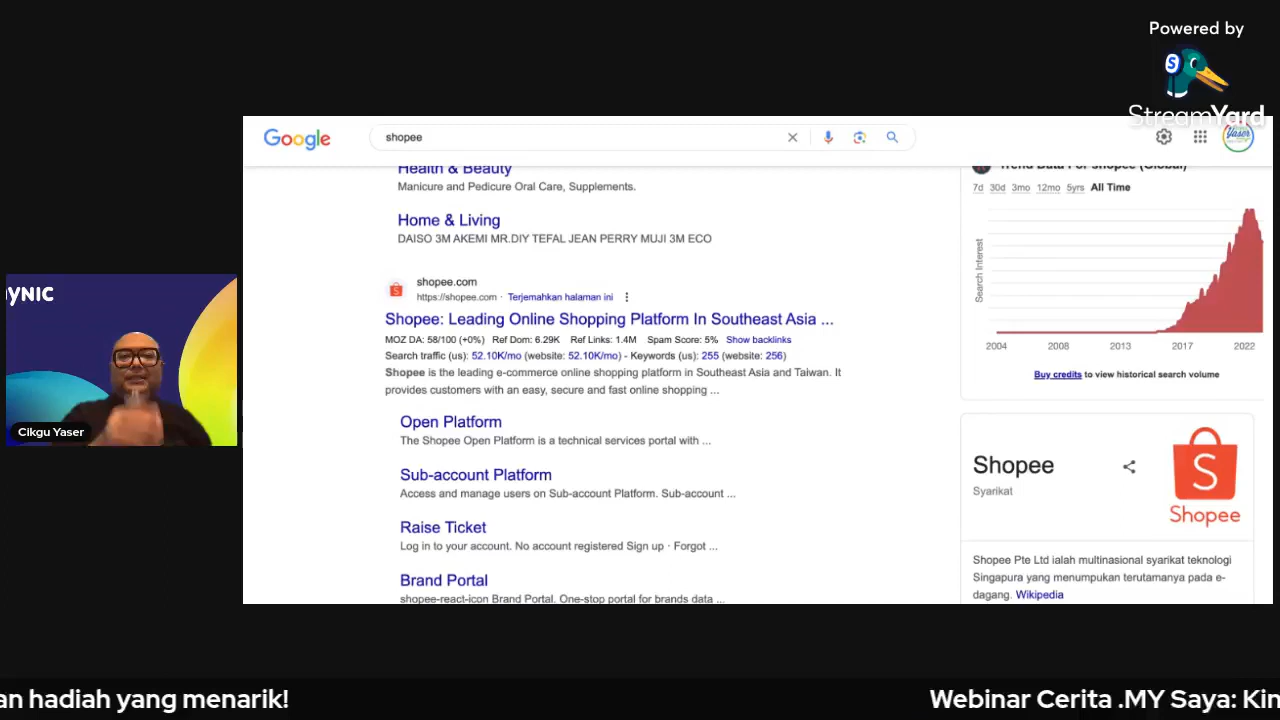 Powered by
StreamYard
Google
shopee
Health & Beauty
Manicure and Pedicure Oral Care, Supplements.
Home & Living
DAISO 3M AKEMI MR.DIY TEFAL JEAN PERRY MUJI 3M ECO
shopee.com
https://shopee.com · Terjemahkan halaman ini
Shopee: Leading Online Shopping Platform In Southeast Asia ...
MOZ DA: 58/100 (+0%) Ref Dom: 6.29K Ref Links: 1.4M Spam Score: 5% Show backlinks
Search traffic (us): 52.10K/mo (website: 52.10K/mo) - Keywords (us): 255 (website: 256)
Shopee is the leading e-commerce online shopping platform in Southeast Asia and Taiwan. It
provides customers with an easy, secure and fast online shopping ...
Open Platform
The Shopee Open Platform is a technical services portal with ...
Sub-account Platform
Access and manage users on Sub-account Platform. Sub-account ...
Raise Ticket
Log in to your account. No account registered Sign up · Forgot ...
Brand Portal
shopee-react-icon Brand Portal. One-stop portal for brands data ...
Trend Data For shopee (Global)
7d 30d 3mo 12mo 5yrs All Time
Search Interest
2004 2008 2013 2017 2022
Buy credits to view historical search volume
Shopee
Syarikat
S
Shopee
Shopee Pte Ltd ialah multinasional syarikat teknologi
Singapura yang menumpukan terutamanya pada e-
dagang. Wikipedia
YNIC
Cikgu Yaser
an hadiah yang menarik!
Webinar Cerita .MY Saya: Kin